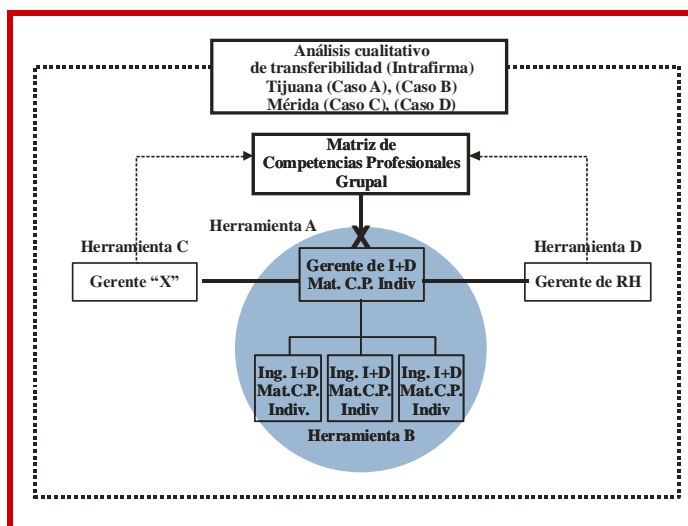 Análisis cualitativo
de transferibilidad (Intrafirma)
Tijuana (Caso A), (Caso B)
Mérida (Caso C), (Caso D)
Matriz de
Competencias Profesionales
Grupal
Herramienta A
Herramienta C
Herramienta D
Gerente “X”
Gerente de I+D
Mat. C.P. Indiv
Gerente de RH
Ing. I+D
Mat.C.P.
Indiv.
Ing. I+D
Mat.C.P.
Indiv
Ing. I+D
Mat.C.P.
Indiv
Herramienta B